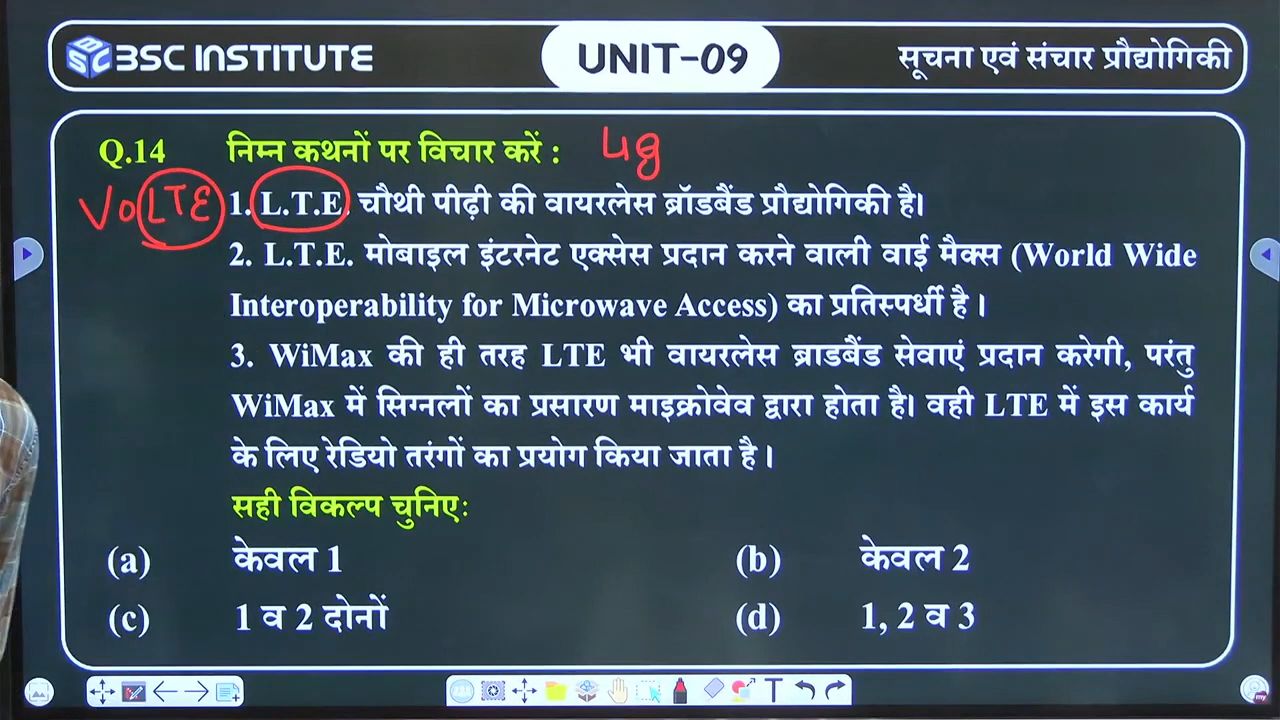 BSC INSTITUTE UNIT-09 सूचना एवं संचार प्रौद्योगिकी
Q.14 निम्न कथनों पर विचार करें : 4g
VoLTE 1. L.T.E. चौथी पीढ़ी की वायरलेस ब्रॉडबैंड प्रौद्योगिकी है।
2. L.T.E. मोबाइल इंटरनेट एक्सेस प्रदान करने वाली वाई मैक्स (World Wide
Interoperability for Microwave Access) का प्रतिस्पर्धी है।
3. WiMax की ही तरह LTE भी वायरलेस ब्राडबैंड सेवाएं प्रदान करेगी, परंतु
WiMax में सिग्नलों का प्रसारण माइक्रोवेव द्वारा होता है। वही LTE में इस कार्य
के लिए रेडियो तरंगों का प्रयोग किया जाता है।
सही विकल्प चुनिए:
(a) केवल 1 (b) केवल 2
(c) 1 व 2 दोनों (d) 1, 2 व 3